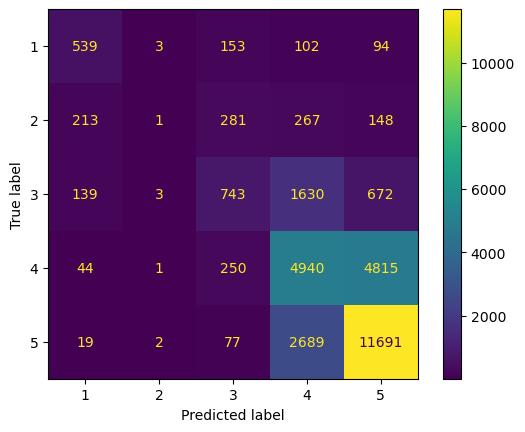 1 539 3 153 102 94
2 213 1 281 267 148
3 139 3 743 1630 672
4 44 1 250 4940 4815
5 19 2 77 2689 11691
1 2 3 4 5
Predicted label
True label
10000
8000
6000
4000
2000